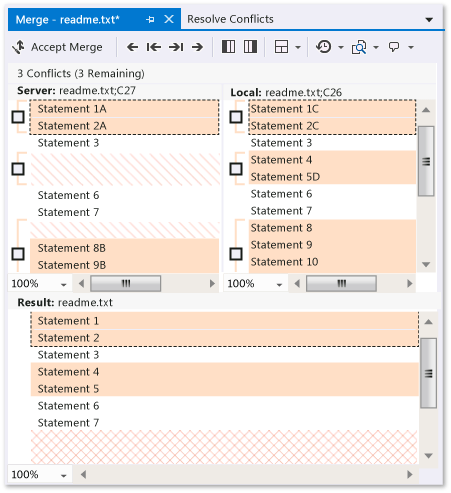 Merge - readme.txt*
Resolve Conflicts
Accept Merge
3 Conflicts (3 Remaining)
Server: readme.txt;C27
Statement 1A
Statement 2A
Statement 3
Statement 6
Statement 7
Statement 8B
Statement 9B
100%
Local: readme.txt;C26
Statement 1C
Statement 2C
Statement 3
Statement 4
Statement 5D
Statement 6
Statement 7
Statement 8
Statement 9
Statement 10
100%
Result: readme.txt
Statement 1
Statement 2
Statement 3
Statement 4
Statement 5
Statement 6
Statement 7
100%